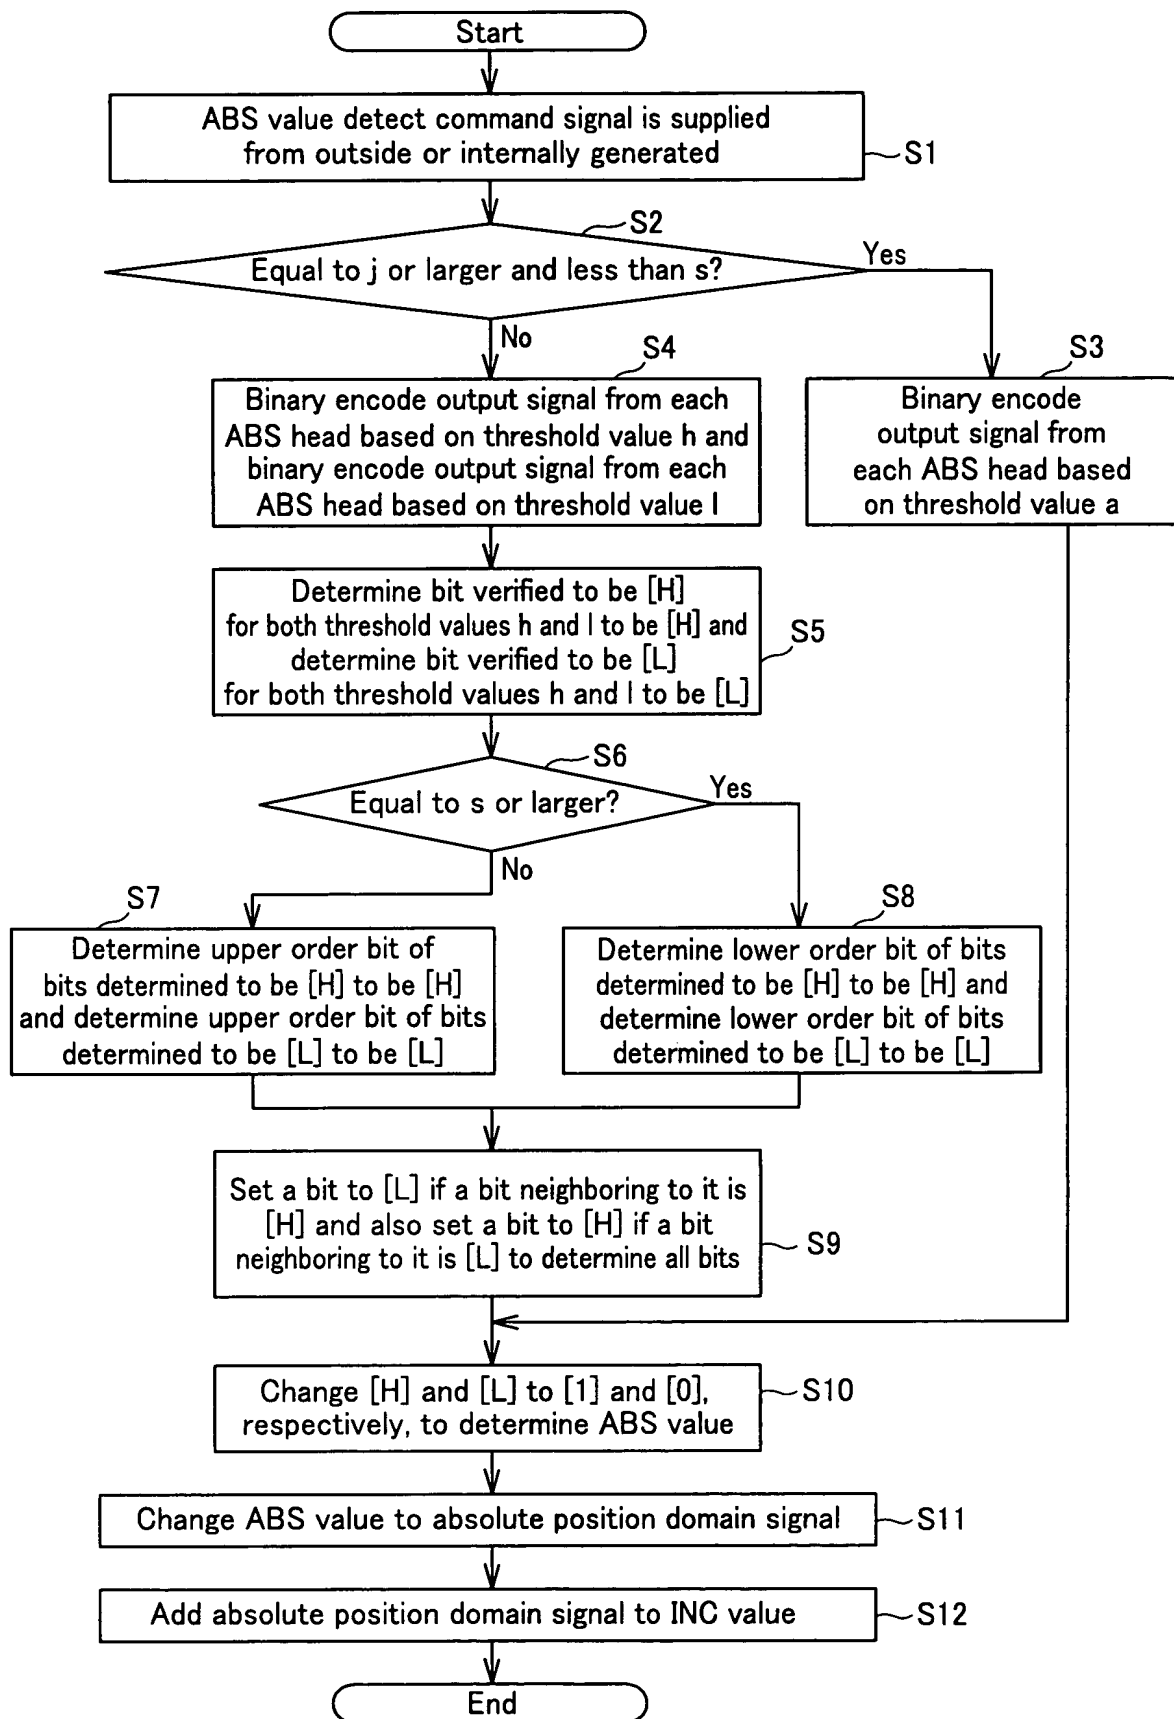 Start
ABS value detect command signal is supplied
from outside or internally generated
S1
S2
Equal to j or larger and less than s?
Yes
No
S4
Binary encode output signal from each
ABS head based on threshold value h and
binary encode output signal from each
ABS head based on threshold value l
S3
Binary encode
output signal from
each ABS head based
on threshold value a
Determine bit verified to be [H]
for both threshold values h and l to be [H] and
determine bit verified to be [L]
for both threshold values h and l to be [L]
S5
S6
Equal to s or larger?
Yes
No
S7
Determine upper order bit of
bits determined to be [H] to be [H]
and determine upper order bit of bits
determined to be [L] to be [L]
S8
Determine lower order bit of bits
determined to be [H] to be [H] and
determine lower order bit of bits
determined to be [L] to be [L]
Set a bit to [L] if a bit neighboring to it is
[H] and also set a bit to [H] if a bit
neighboring to it is [L] to determine all bits
S9
Change [H] and [L] to [1] and [0],
respectively, to determine ABS value
S10
Change ABS value to absolute position domain signal
S11
Add absolute position domain signal to INC value
S12
End